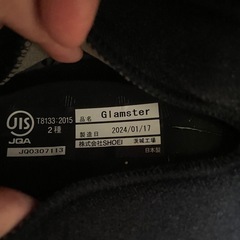 JIS
JQA
JQ0307113
T8133:2015
2種
品名 Glamster
製造日 2024/01/17
株式会社SHOEI 茨城工場
日本製